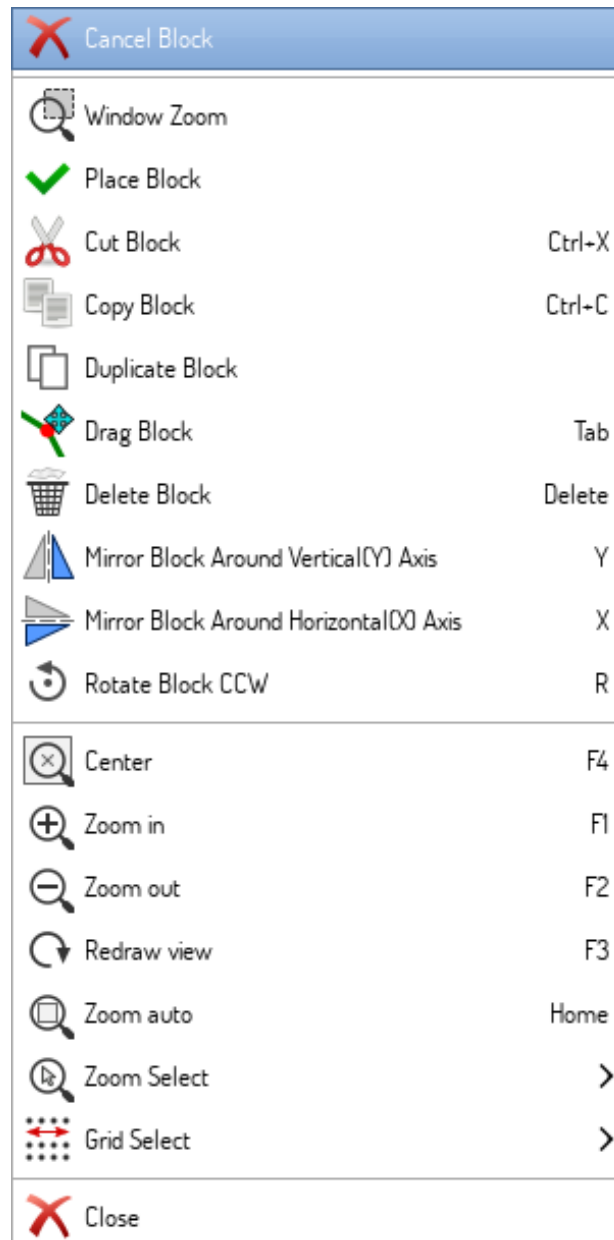 Cancel Block
Window Zoom
Place Block
Cut Block Ctrl+X
Copy Block Ctrl+C
Duplicate Block
Drag Block Tab
Delete Block Delete
Mirror Block Around Vertical(Y) Axis Y
Mirror Block Around Horizontal(X) Axis X
Rotate Block CCW R
Center F4
Zoom in F1
Zoom out F2
Redraw view F3
Zoom auto Home
Zoom Select
Grid Select
Close